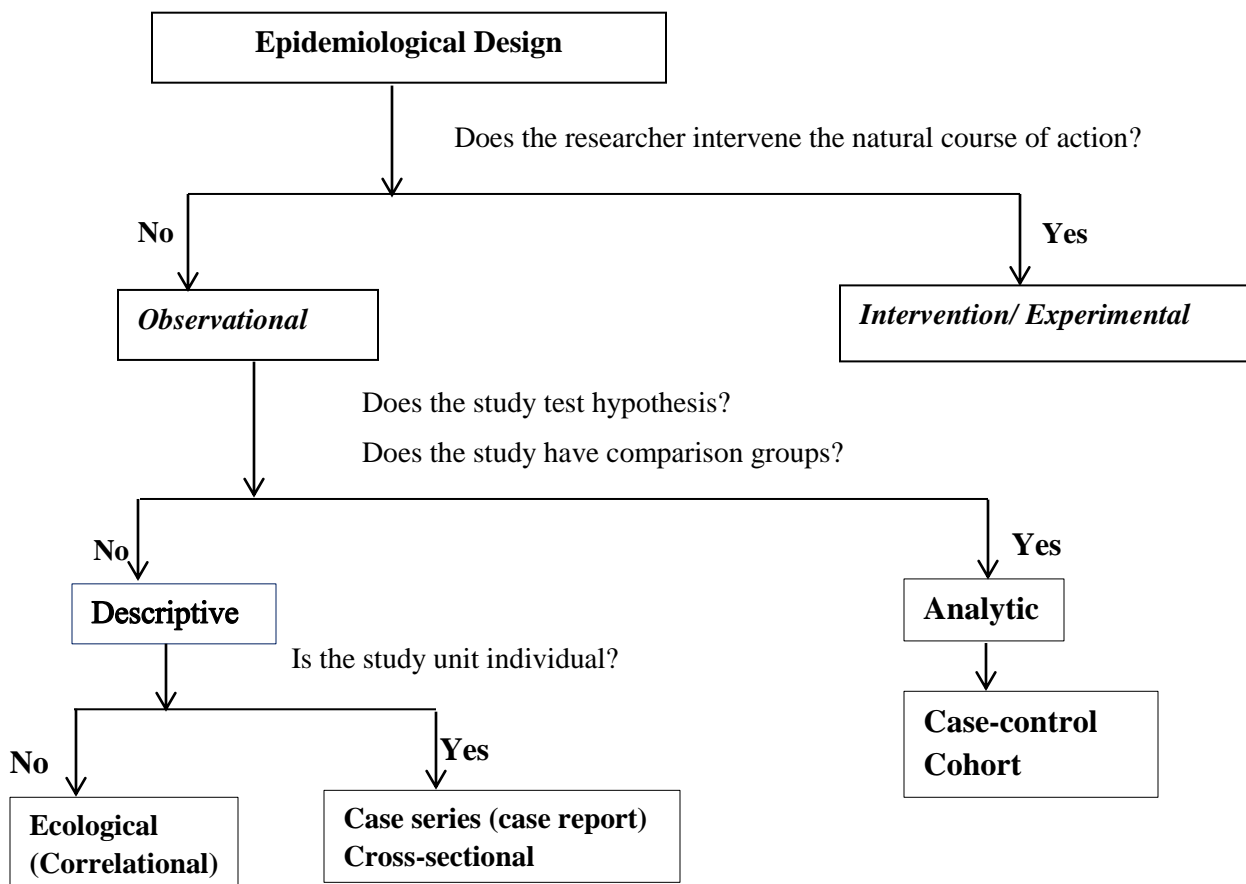 Epidemiological Design
Does the researcher intervene the natural course of action?
No
Yes
Observational
Intervention/ Experimental
Does the study test hypothesis?
Does the study have comparison groups?
No
Yes
Descriptive
Analytic
Is the study unit individual?
Case-control
Cohort
No
Yes
Ecological
(Correlational)
Case series (case report)
Cross-sectional